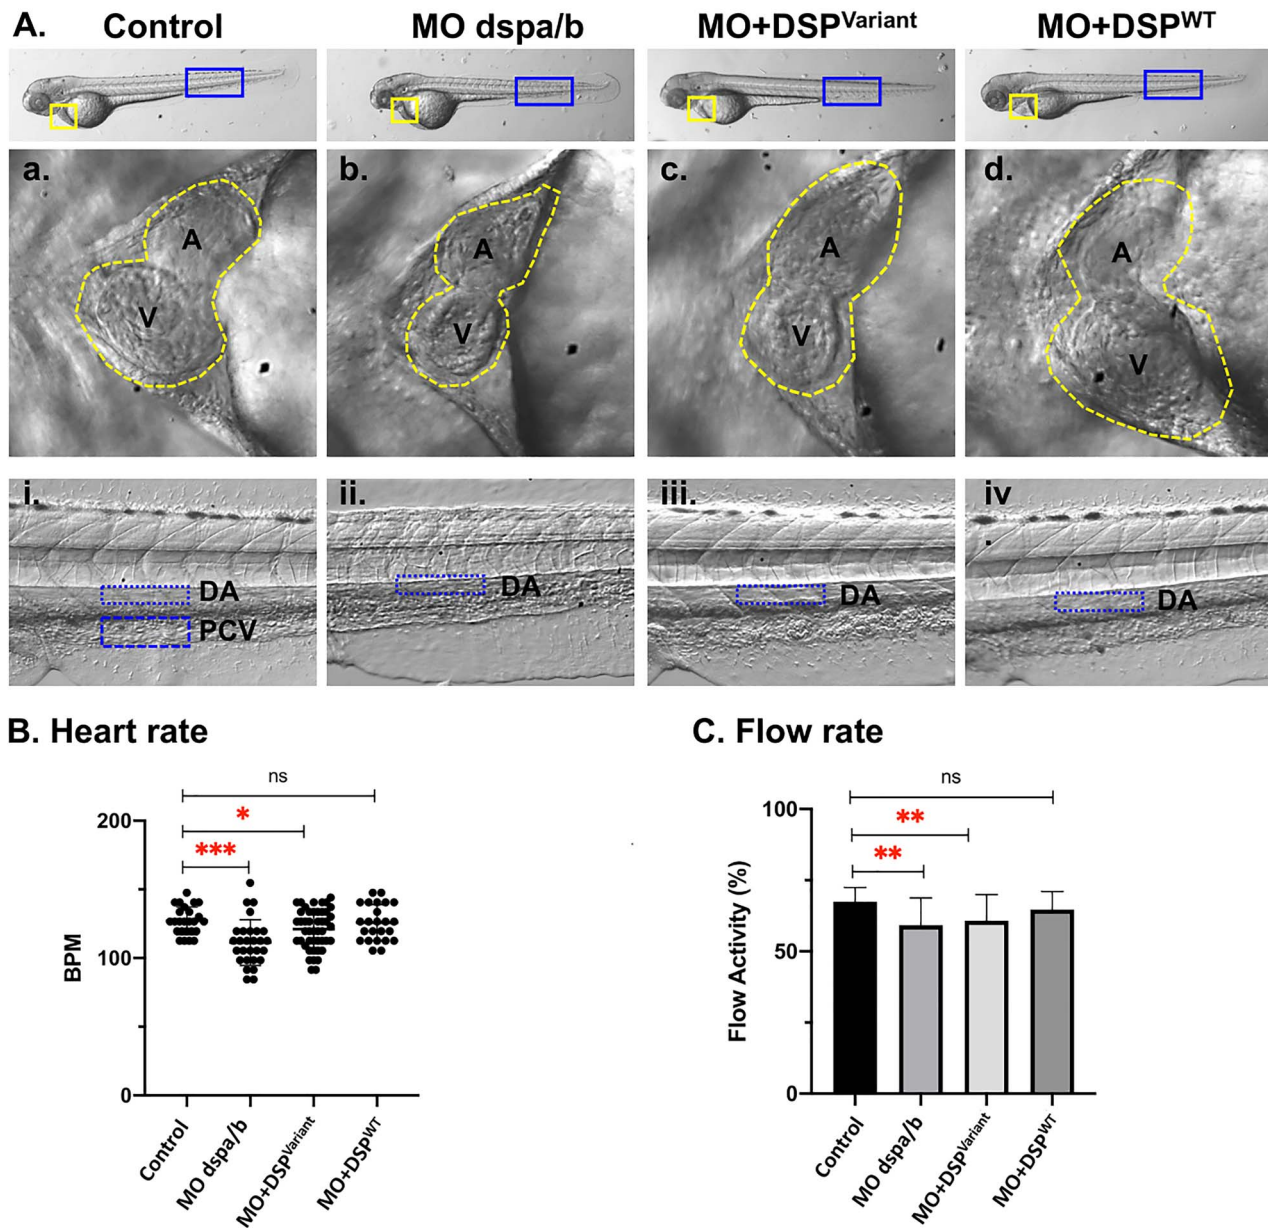 A. Control MO dspa/b MO+DSPVariant MO+DSPWT
a. b. c. d.
A A A A
V V V V
i. ii. iii. iv.
DA DA DA DA
PCV
B. Heart rate
ns
*
***
200
100
0
BPM
Control MO dspa/b MO+DSPVariant MO+DSPWT
C. Flow rate
ns
**
**
100
50
0
Flow Activity (%)
Control MO dspa/b MO+DSPVariant MO+DSPWT